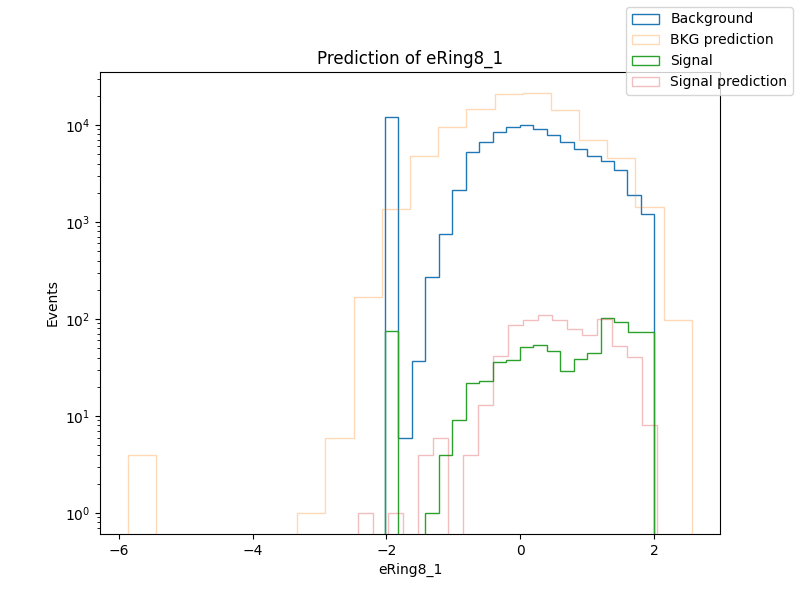 Prediction of eRing8_1
Background
BKG prediction
Signal
Signal prediction
Events
10⁴
10³
10²
10¹
10⁰
−6
−4
−2
0
2
eRing8_1